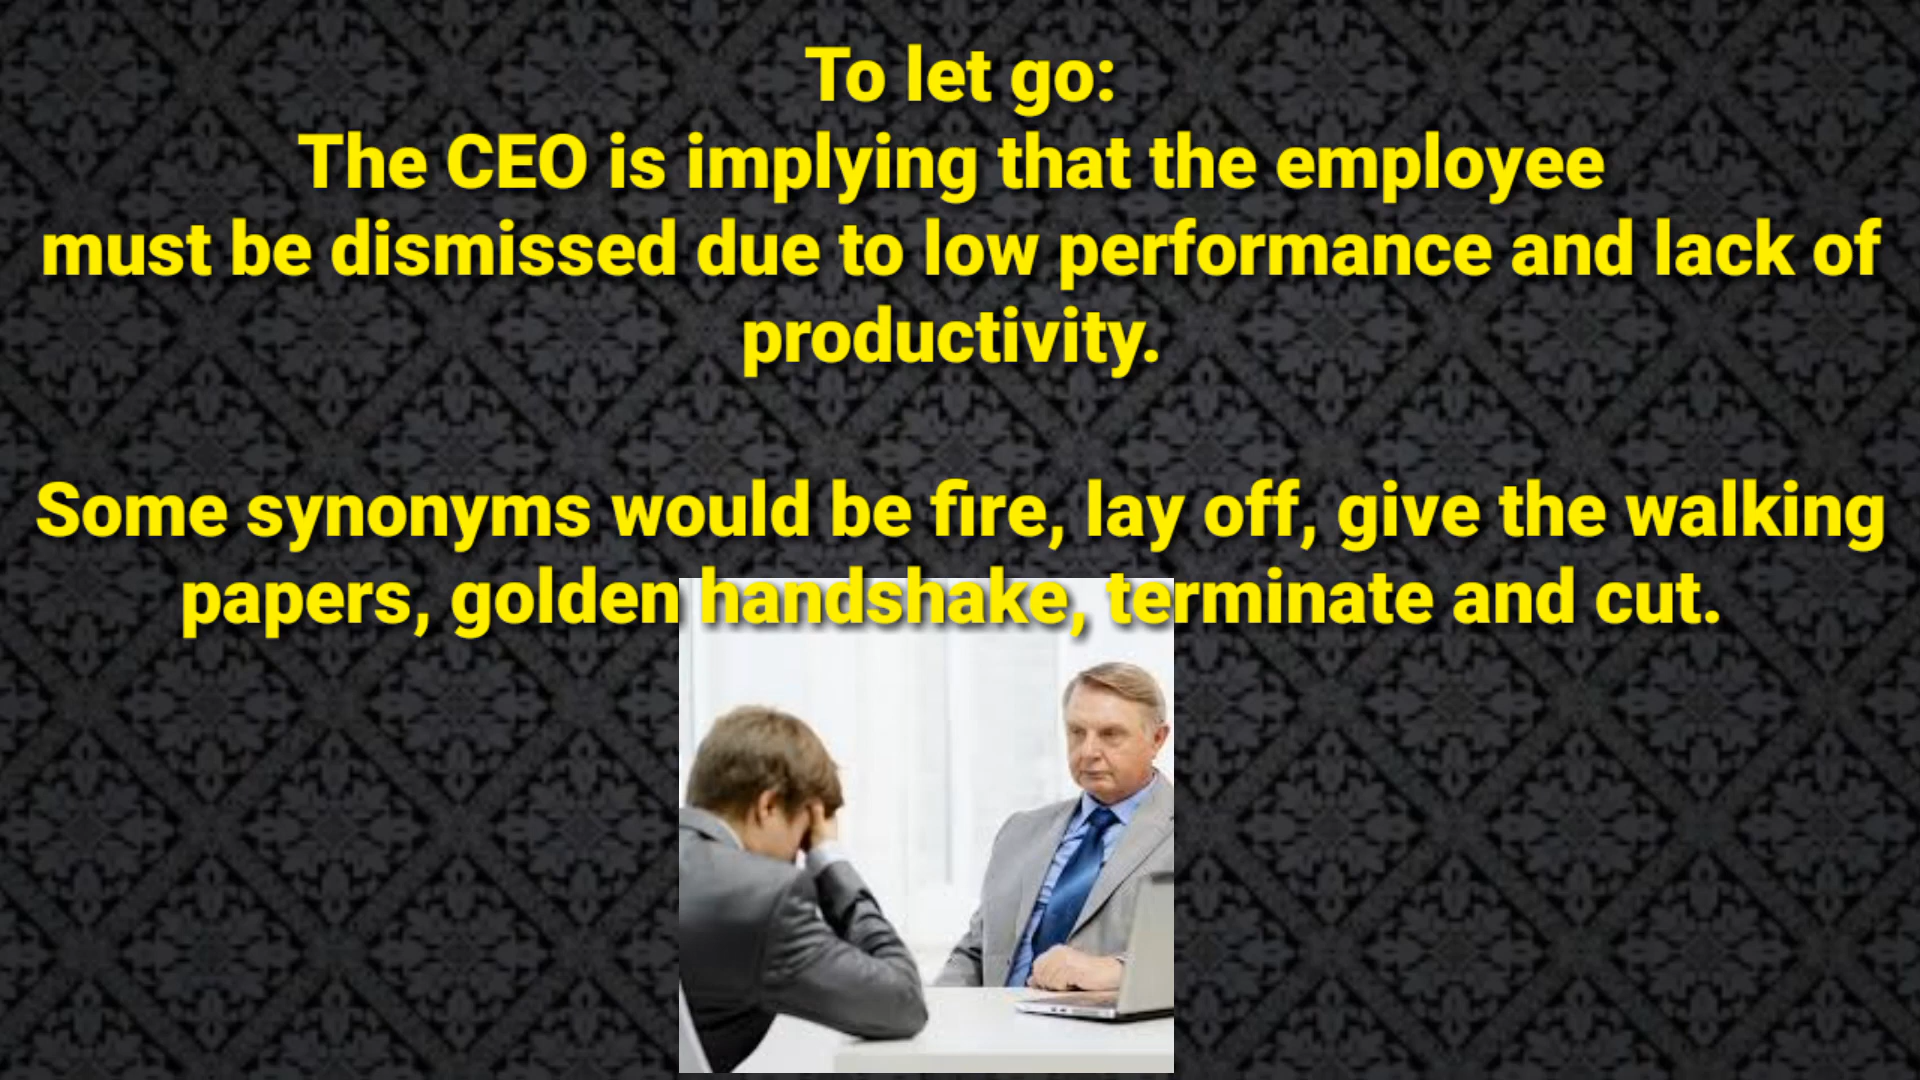 To let go:
The CEO is implying that the employee
must be dismissed due to low performance and lack of
productivity.
Some synonyms would be fire, lay off, give the walking
papers, golden handshake, terminate and cut.